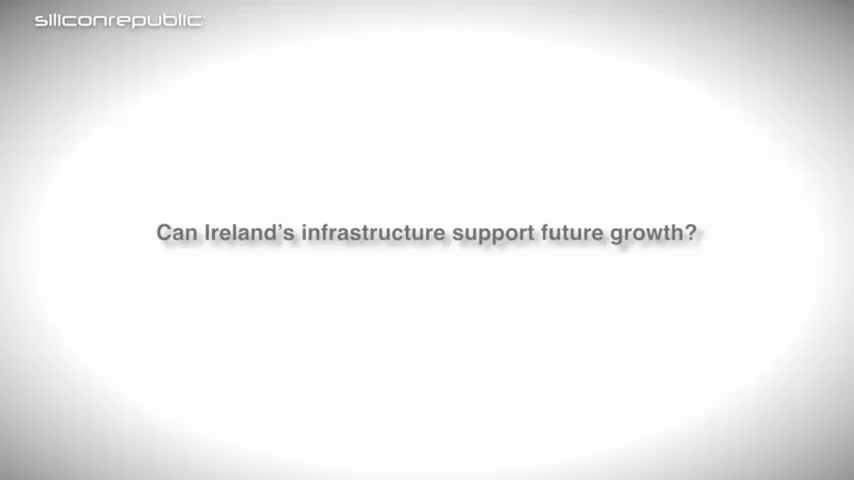 siliconrepublic
Can Ireland's infrastructure support future growth?